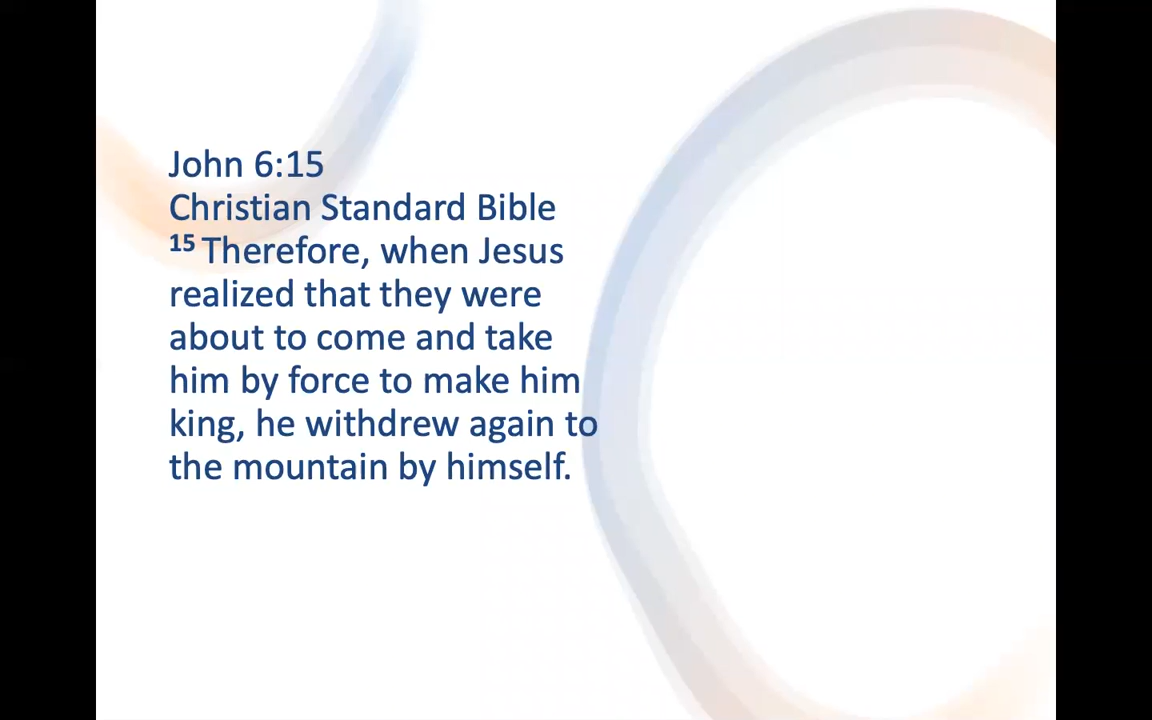 John 6:15
Christian Standard Bible
15 Therefore, when Jesus
realized that they were
about to come and take
him by force to make him
king, he withdrew again to
the mountain by himself.